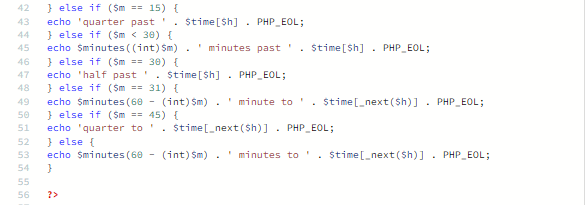 42 } else if ($m == 15) {
43 echo 'quarter past ' . $time[$h] . PHP_EOL;
44 } else if ($m < 30) {
45 echo $minutes((int)$m) . ' minutes past ' . $time[$h] . PHP_EOL;
46 } else if ($m == 30) {
47 echo 'half past ' . $time[$h] . PHP_EOL;
48 } else if ($m == 31) {
49 echo $minutes(60 - (int)$m) . ' minute to ' . $time[_next($h)] . PHP_EOL;
50 } else if ($m == 45) {
51 echo 'quarter to ' . $time[_next($h)] . PHP_EOL;
52 } else {
53 echo $minutes(60 - (int)$m) . ' minutes to ' . $time[_next($h)] . PHP_EOL;
54 }
55
56 ?>